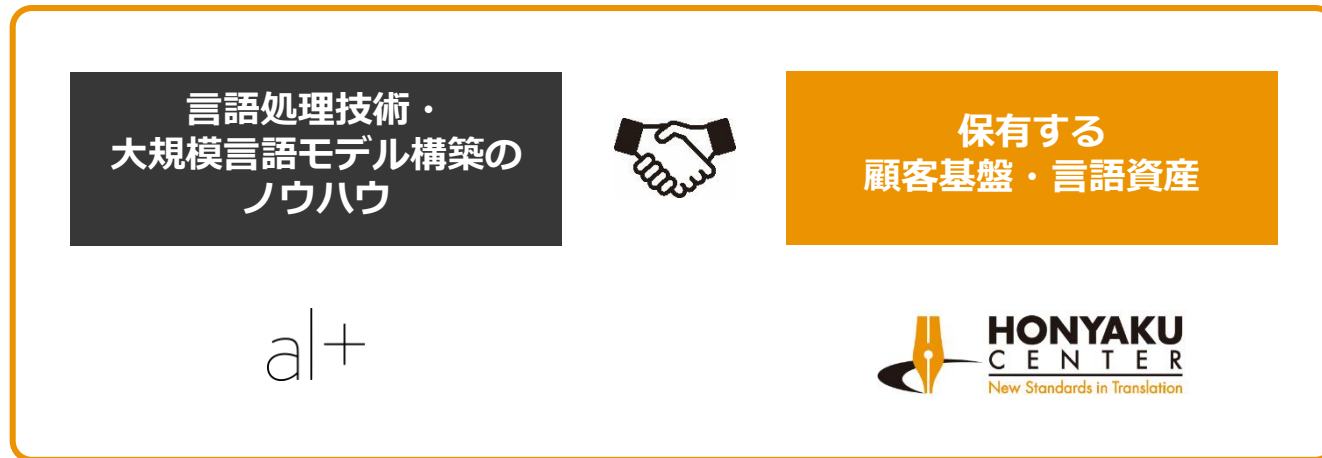 言語処理技術・
大規模言語モデル構築の
ノウハウ
保有する
顧客基盤・言語資産
al+
HONYAKU
CENTER
New Standards in Translation